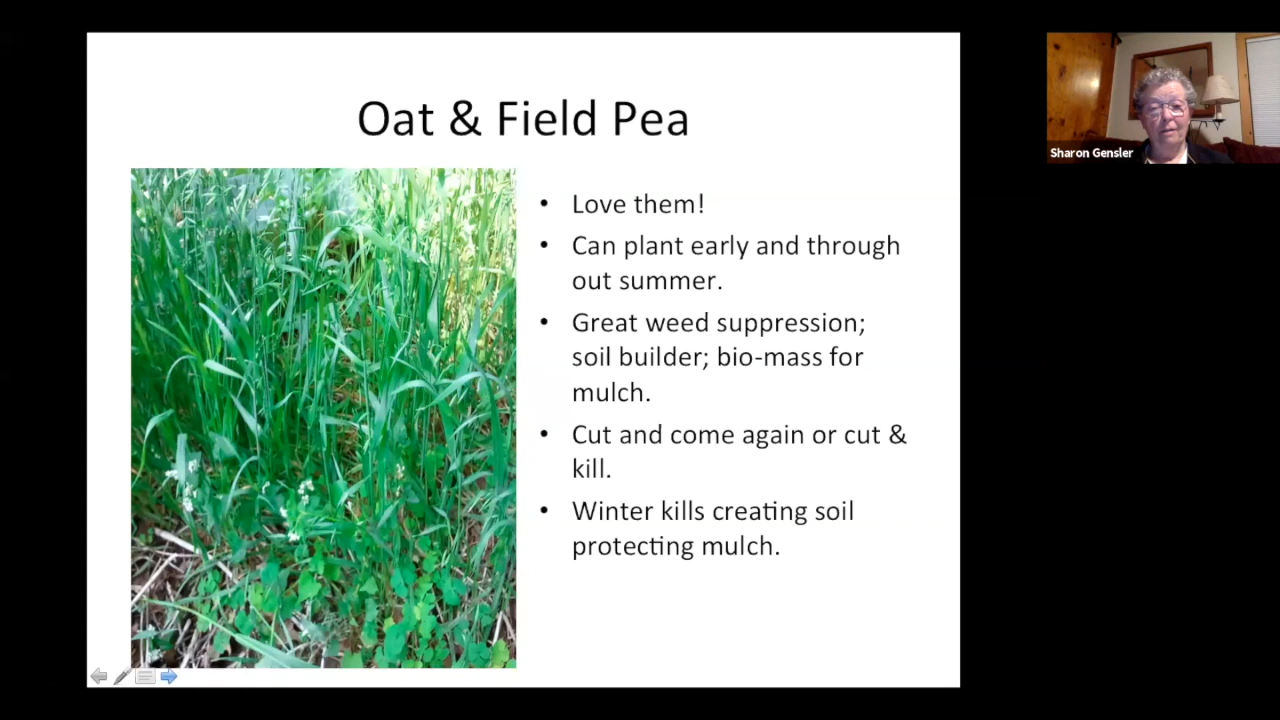 Oat & Field Pea
• Love them!
• Can plant early and through
out summer.
• Great weed suppression;
soil builder; bio-mass for
mulch.
• Cut and come again or cut &
kill.
• Winter kills creating soil
protecting mulch.
Sharon Gensler